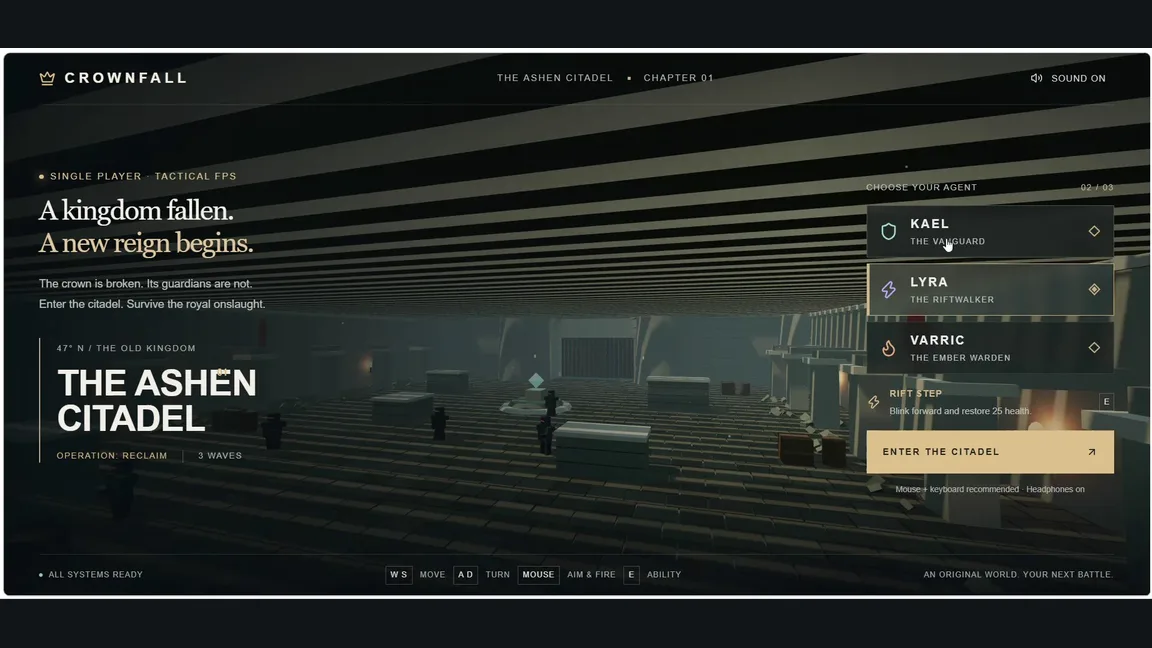 CROWNFALL
THE ASHEN CITADEL ▪ CHAPTER 01
SOUND ON
SINGLE PLAYER · TACTICAL FPS
A kingdom fallen.
A new reign begins.
The crown is broken. Its guardians are not.
Enter the citadel. Survive the royal onslaught.
47° N / THE OLD KINGDOM
THE ASHEN
CITADEL
OPERATION: RECLAIM
3 WAVES
CHOOSE YOUR AGENT
02 / 03
KAEL
THE VANGUARD
LYRA
THE RIFTWALKER
VARRIC
THE EMBER WARDEN
RIFT STEP
E
Blink forward and restore 25 health.
ENTER THE CITADEL
Mouse + keyboard recommended · Headphones on
ALL SYSTEMS READY
W S MOVE A D TURN MOUSE AIM & FIRE E ABILITY
AN ORIGINAL WORLD. YOUR NEXT BATTLE.